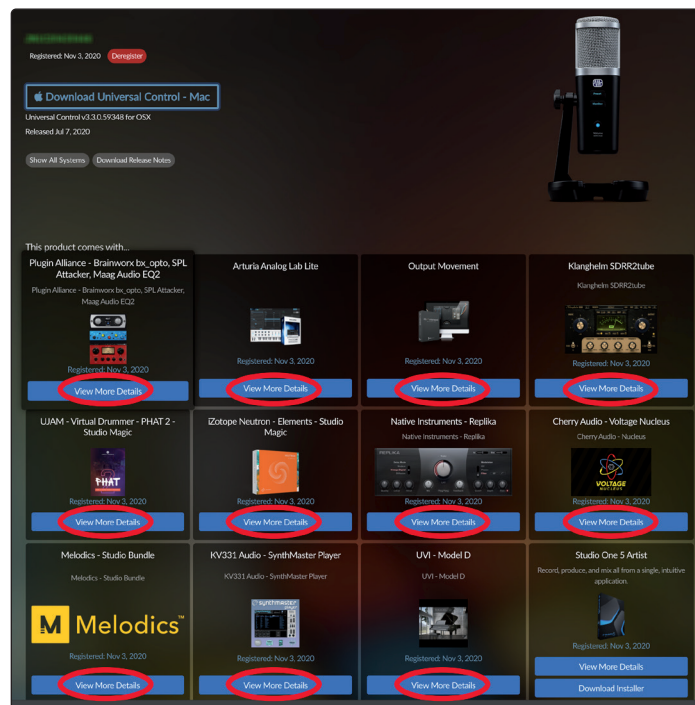 Registered: Nov 3, 2020 Deregister
Download Universal Control - Mac
Universal Control v3.3.0.59348 for OSX
Released Jul 7, 2020
Show All Systems Download Release Notes
This product comes with...
Plugin Alliance - Brainworx bx_opto, SPL
Attacker, Maag Audio EQ2
Plugin Alliance - Brainworx bx_opto, SPL Attacker,
Maag Audio EQ2
Registered: Nov 3, 2020
View More Details
Arturia Analog Lab Lite
Registered: Nov 3, 2020
View More Details
Output Movement
Registered: Nov 3, 2020
View More Details
Klanghelm SDRR2tube
Klanghelm SDRR2tube
Registered: Nov 3, 2020
View More Details
UJAM - Virtual Drummer - PHAT 2 -
Studio Magic
PHAT
Registered: Nov 3, 2020
View More Details
iZotope Neutron - Elements - Studio
Magic
Registered: Nov 3, 2020
View More Details
Native Instruments - Replika
Native Instruments - Replika
REPLIKA
Registered: Nov 3, 2020
View More Details
Cherry Audio - Voltage Nucleus
Cherry Audio - Nucleus
VOLTAGE
NUCLEUS
Registered: Nov 3, 2020
View More Details
Melodics - Studio Bundle
Melodics - Studio Bundle
M Melodics™
Registered: Nov 3, 2020
View More Details
KV331 Audio - SynthMaster Player
KV331 Audio - SynthMaster Player
synthmaster
Registered: Nov 3, 2020
View More Details
UVI - Model D
UVI - Model D
Registered: Nov 3, 2020
View More Details
Studio One 5 Artist
Record, produce, and mix all from a single, intuitive
application.
Registered: Nov 3, 2020
View More Details
Download Installer